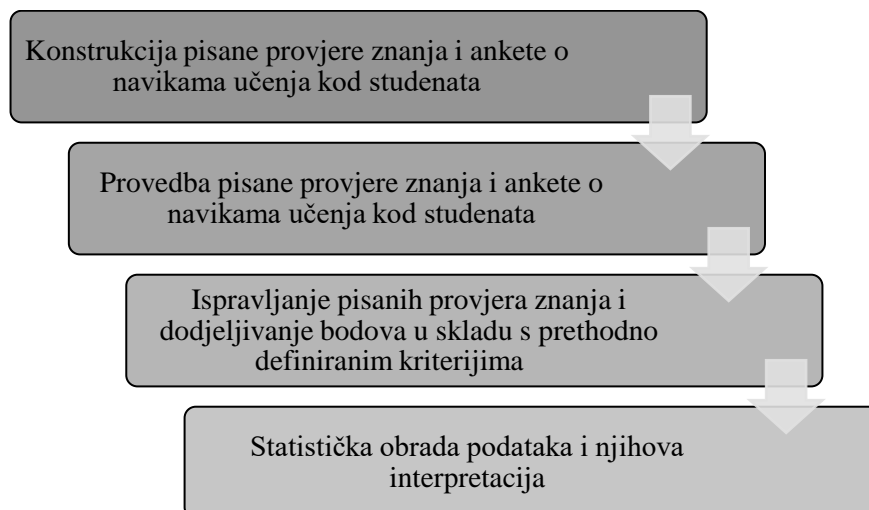 Konstrukcija pisane provjere znanja i ankete o
navikama učenja kod studenata
Provedba pisane provjere znanja i ankete o
navikama učenja kod studenata
Ispravljanje pisanih provjera znanja i
dodjeljivanje bodova u skladu s prethodno
definiranim kriterijima
Statistička obrada podataka i njihova
interpretacija